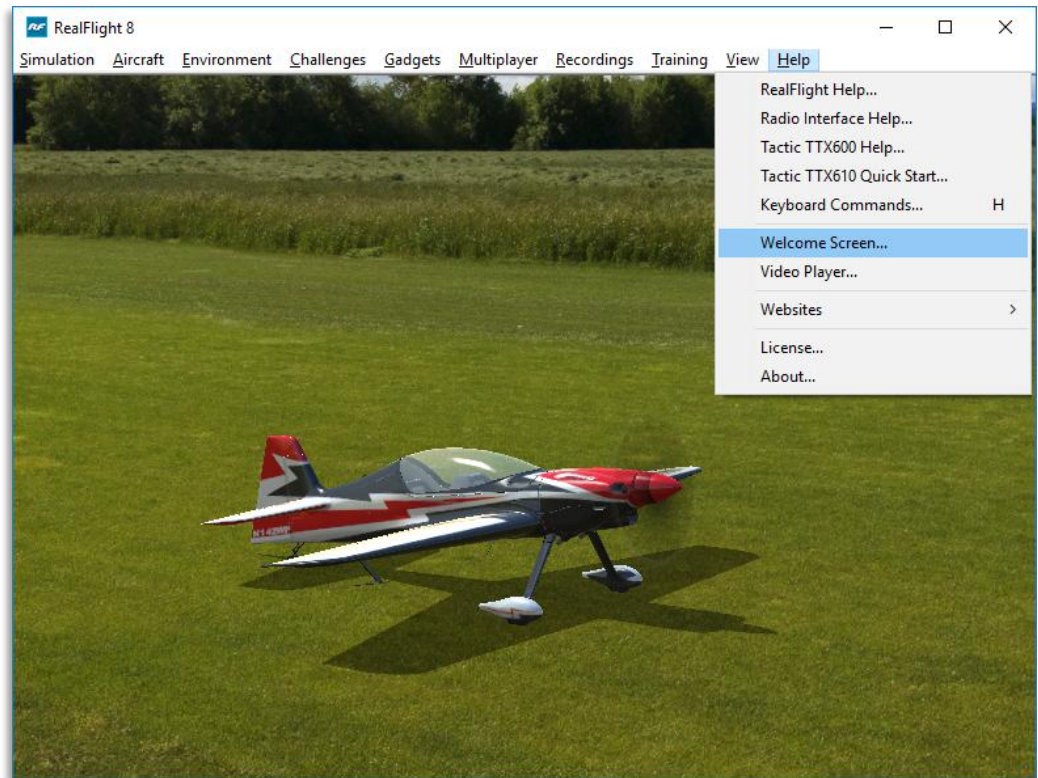 RF RealFlight 8
Simulation Aircraft Environment Challenges Gadgets Multiplayer Recordings Training View Help
RealFlight Help...
Radio Interface Help...
Tactic TTX600 Help...
Tactic TTX610 Quick Start...
Keyboard Commands... H
Welcome Screen...
Video Player...
Websites >
License...
About...